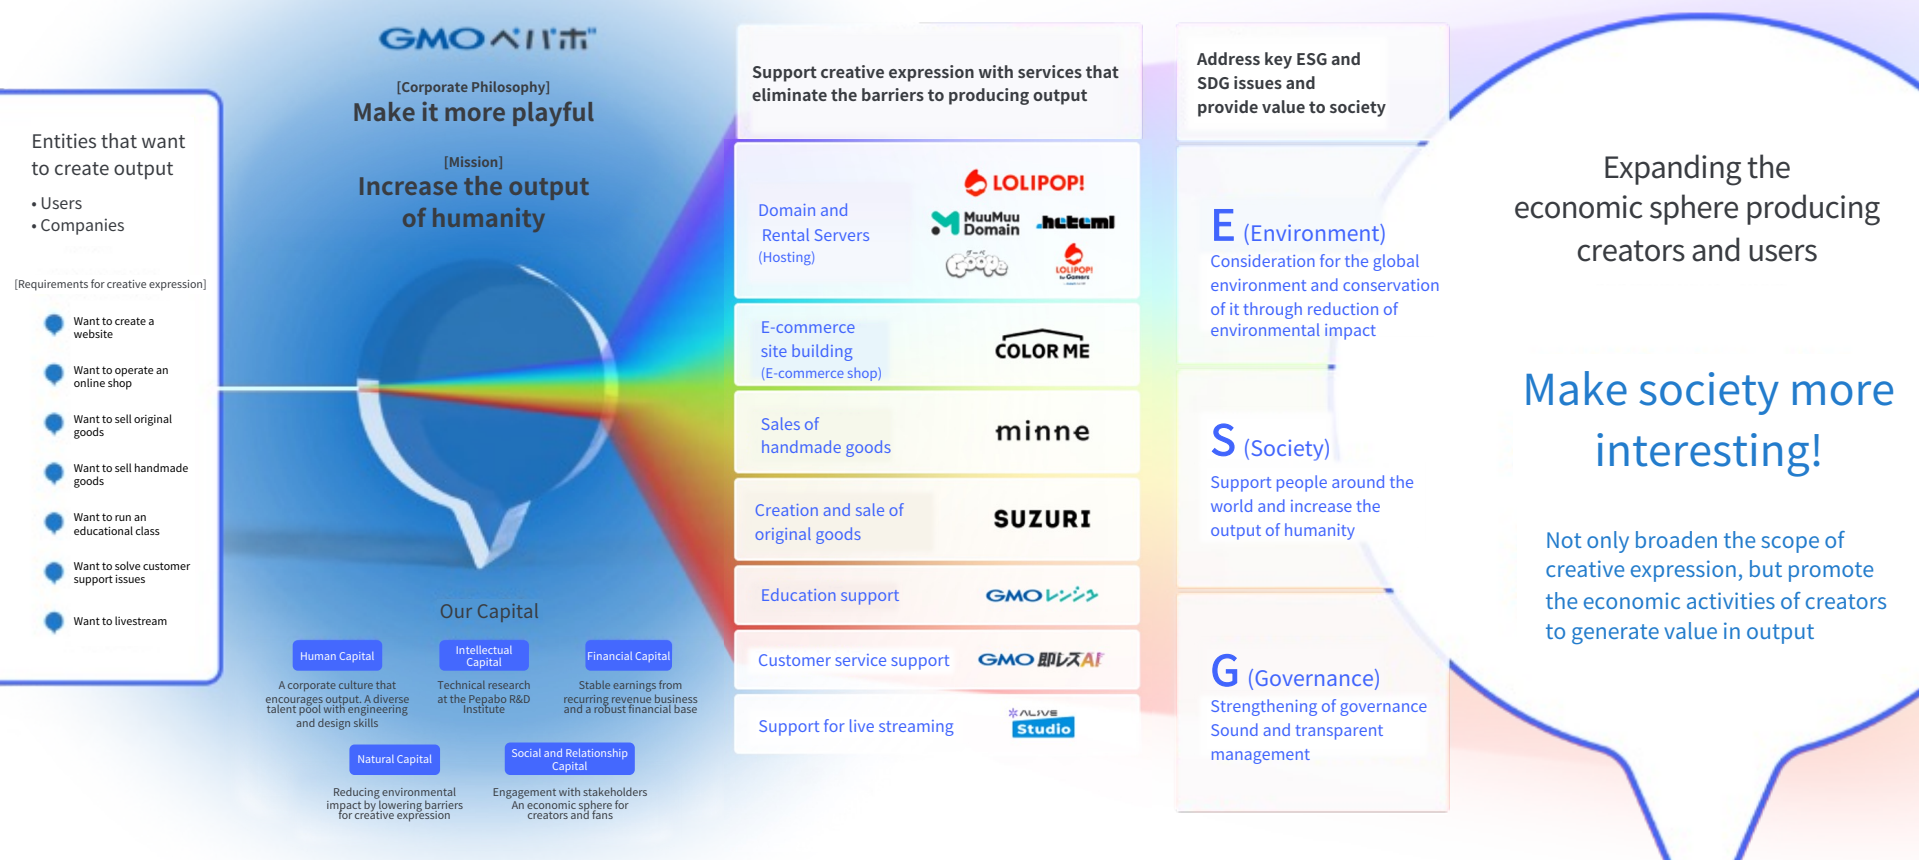 Entities that want
to create output
• Users
• Companies
[Requirements for creative expression]
Want to create a
website
Want to operate an
online shop
Want to sell original
goods
Want to sell handmade
goods
Want to run an
educational class
Want to solve customer
support issues
Want to livestream
GMOペパボ
[Corporate Philosophy]
Make it more playful
[Mission]
Increase the output
of humanity
Our Capital
Human Capital
A corporate culture that
encourages output. A diverse
talent pool with engineering
and design skills
Intellectual
Capital
Technical research
at the Pepabo R&D
Institute
Financial Capital
Stable earnings from
recurring revenue business
and a robust financial base
Natural Capital
Reducing environmental
impact by lowering barriers
for creative expression
Social and Relationship
Capital
Engagement with stakeholders
An economic sphere for
creators and fans
Support creative expression with services that
eliminate the barriers to producing output
Domain and
Rental Servers
(Hosting)
LOLIPOP!
MuuMuu
Domain
.heteml
Goope
LOLIPOP!
for Gamers
E-commerce
site building
(E-commerce shop)
COLOR ME
Sales of
handmade goods
minne
Creation and sale of
original goods
SUZURI
Education support
GMOレンシュ
Customer service support
GMO即レスAI
Support for live streaming
ALIVE
Studio
Address key ESG and
SDG issues and
provide value to society
E (Environment)
Consideration for the global
environment and conservation
of it through reduction of
environmental impact
S (Society)
Support people around the
world and increase the
output of humanity
G (Governance)
Strengthening of governance
Sound and transparent
management
Expanding the
economic sphere producing
creators and users
Make society more
interesting!
Not only broaden the scope of
creative expression, but promote
the economic activities of creators
to generate value in output